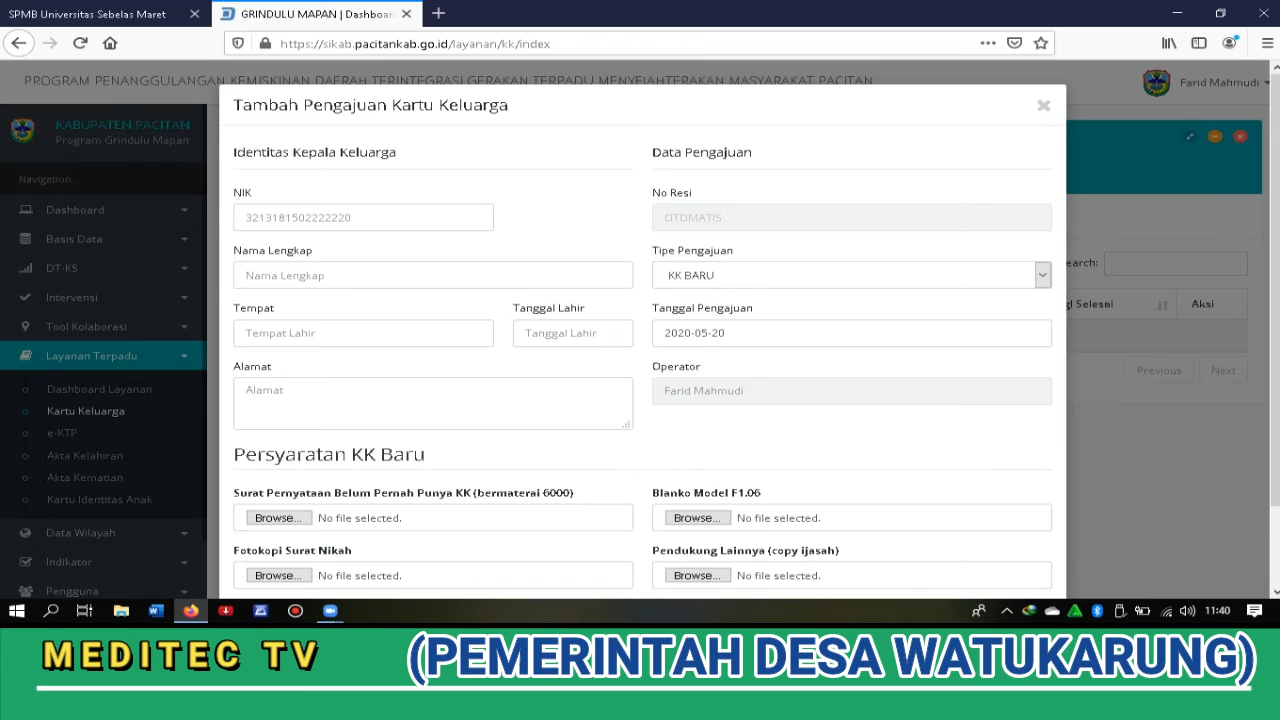 SPMB Universitas Sebelas Maret
GRINDULU MAPAN | Dashboar
https://sikab.pacitankab.go.id/layanan/kk/index
PROGRAM PENANGGULANGAN KEMISKINAN DAERAH TERINTEGRASI GERAKAN TERPADU MENYEJAHTERAKAN MASYARAKAT PACITAN
Farid Mahmudi
KABUPATEN PACITAN
Program Grindulu Mapan
Navigation
Dashboard
Basis Data
DT-KS
Intervensi
Tool Kolaborasi
Layanan Terpadu
Dashboard Layanan
Kartu Keluarga
e-KTP
Akta Kelahiran
Akta Kematian
Kartu Identitas Anak
Data Wilayah
Indikator
Pengguna
Tambah Pengajuan Kartu Keluarga
Identitas Kepala Keluarga
NIK
3213181502222220
Nama Lengkap
Nama Lengkap
Tempat
Tanggal Lahir
Tempat Lahir
Tanggal Lahir
Alamat
Alamat
Data Pengajuan
No Resi
OTOMATIS
Tipe Pengajuan
KK BARU
Tanggal Pengajuan
2020-05-20
Operator
Farid Mahmudi
Persyaratan KK Baru
Surat Pernyataan Belum Pernah Punya KK (bermaterai 6000)
Browse... No file selected.
Blanko Model F1.06
Browse... No file selected.
Fotokopi Surat Nikah
Browse... No file selected.
Pendukung Lainnya (copy ijasah)
Browse... No file selected.
earch:
gl Selesai
Aksi
Previous
Next
11:40
MEDITEC TV
(PEMERINTAH DESA WATUKARUNG)